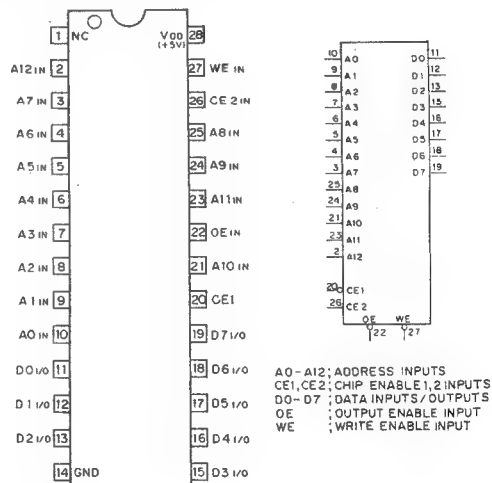 1 NC VDD 28
(+5V)
A12 IN 2 27 WE IN
A7 IN 3 26 CE 2 IN
A6 IN 4 25 A8 IN
A5 IN 5 24 A9 IN
A4 IN 6 23 A11 IN
A3 IN 7 22 OE IN
A2 IN 8 21 A10 IN
A1 IN 9 20 CE1
A0 IN 10 19 D7 I/O
D0 I/O 11 18 D6 I/O
D1 I/O 12 17 D5 I/O
D2 I/O 13 16 D4 I/O
14 GND 15 D3 I/O
10 A0 D0 11
9 A1 D1 12
8 A2 D2 13
7 A3 D3 15
6 A4 D4 16
5 A5 D5 17
4 A6 D6 18
3 A7 D7 19
25 A8
24 A9
21 A10
23 A11
2 A12
20 CE1
26 CE2
OE WE
22 27
A0-A12; ADDRESS INPUTS
CE1, CE2; CHIP ENABLE 1, 2 INPUTS
D0-D7; DATA INPUTS/OUTPUTS
OE ; OUTPUT ENABLE INPUT
WE ; WRITE ENABLE INPUT